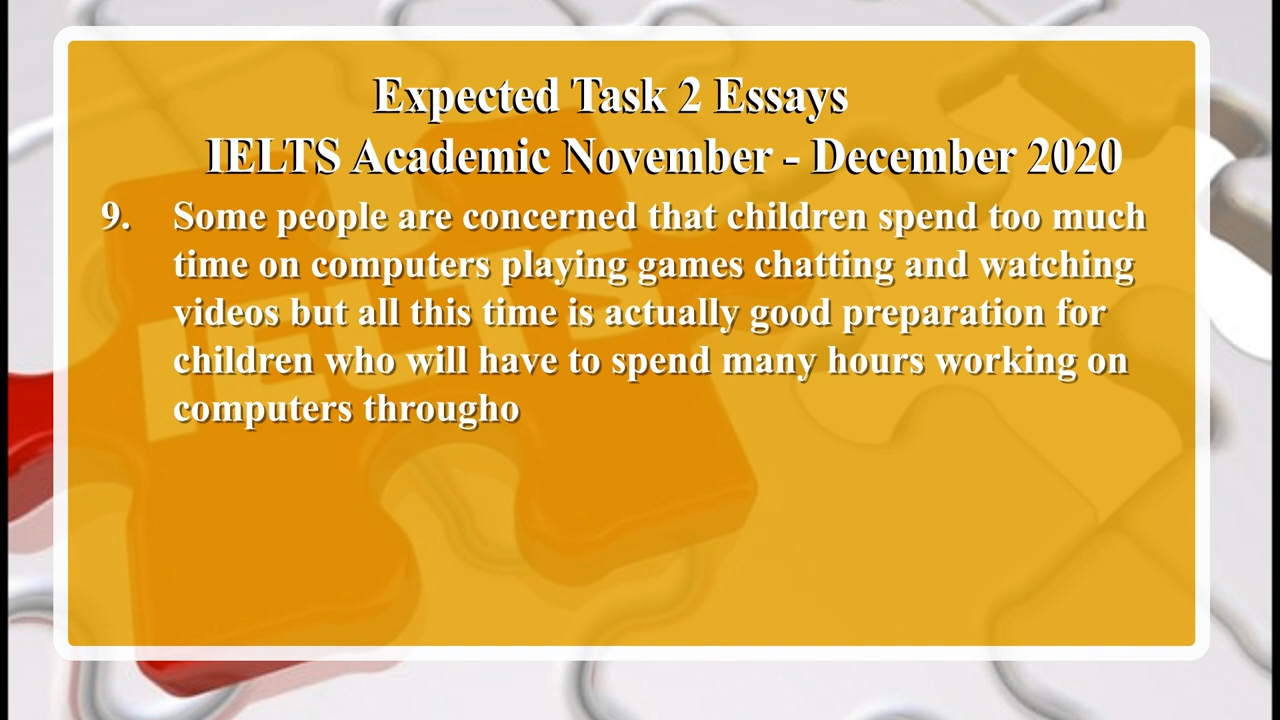 Expected Task 2 Essays
IELTS Academic November - December 2020
9. Some people are concerned that children spend too much
time on computers playing games chatting and watching
videos but all this time is actually good preparation for
children who will have to spend many hours working on
computers througho
IELTS